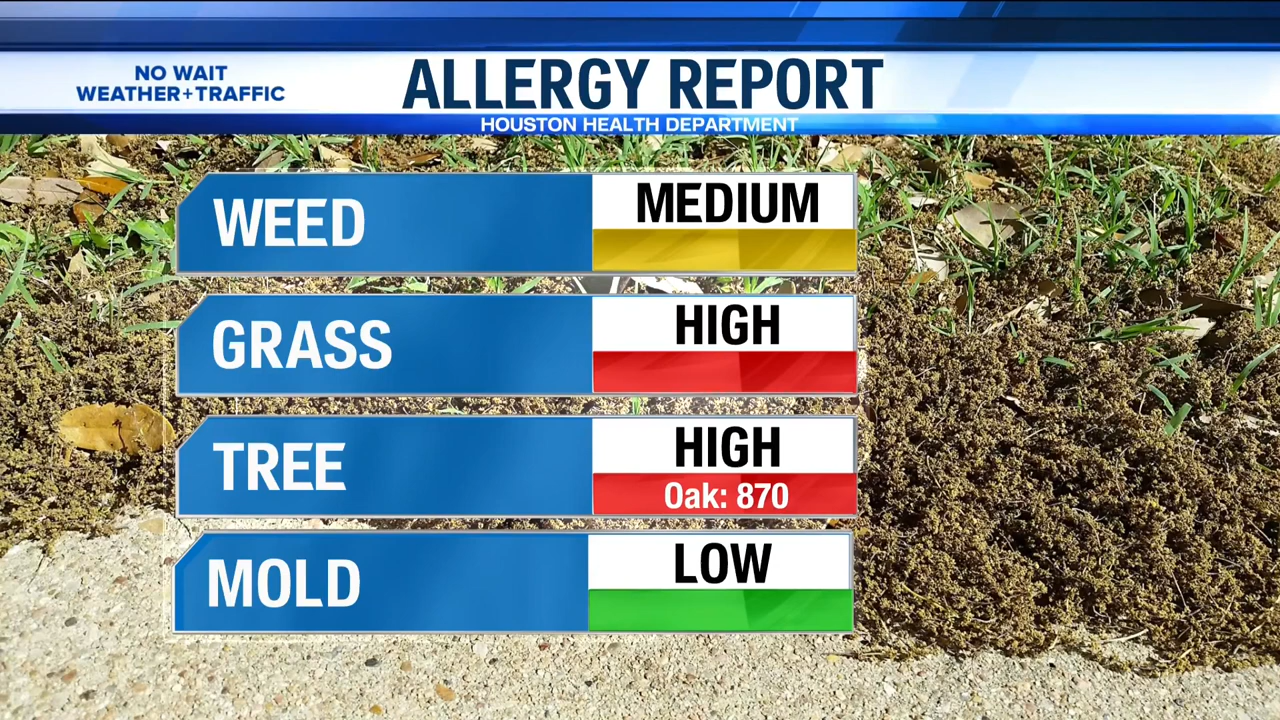 NO WAIT
WEATHER+TRAFFIC
ALLERGY REPORT
HOUSTON HEALTH DEPARTMENT
WEED
MEDIUM
GRASS
HIGH
TREE
HIGH
Oak: 870
MOLD
LOW